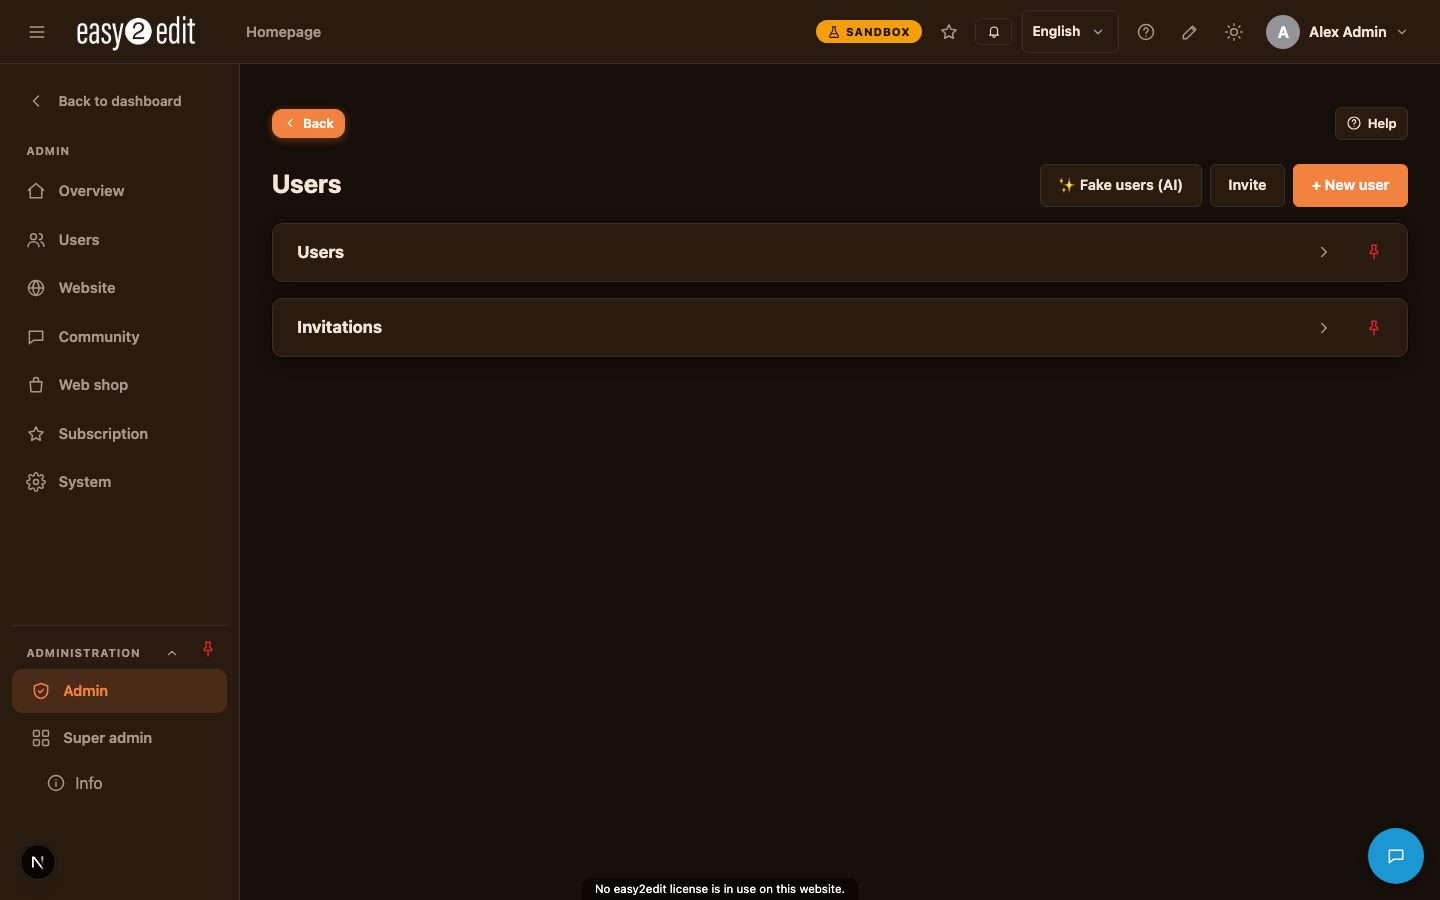 easy2edit
Homepage
SANDBOX
English
A
Alex Admin
Back to dashboard
ADMIN
Overview
Users
Website
Community
Web shop
Subscription
System
ADMINISTRATION
Admin
Super admin
Info
N
Back
Help
Users
✨ Fake users (AI)
Invite
+ New user
Users
Invitations
No easy2edit license is in use on this website.